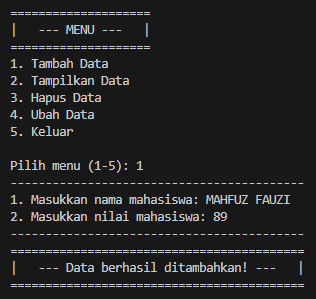 ====================
|   --- MENU ---   |
====================
1. Tambah Data
2. Tampilkan Data
3. Hapus Data
4. Ubah Data
5. Keluar

Pilih menu (1-5): 1
------------------------------------------
1. Masukkan nama mahasiswa: MAHFUZ FAUZI
2. Masukkan nilai mahasiswa: 89
------------------------------------------
==========================================
|   --- Data berhasil ditambahkan! ---   |
==========================================